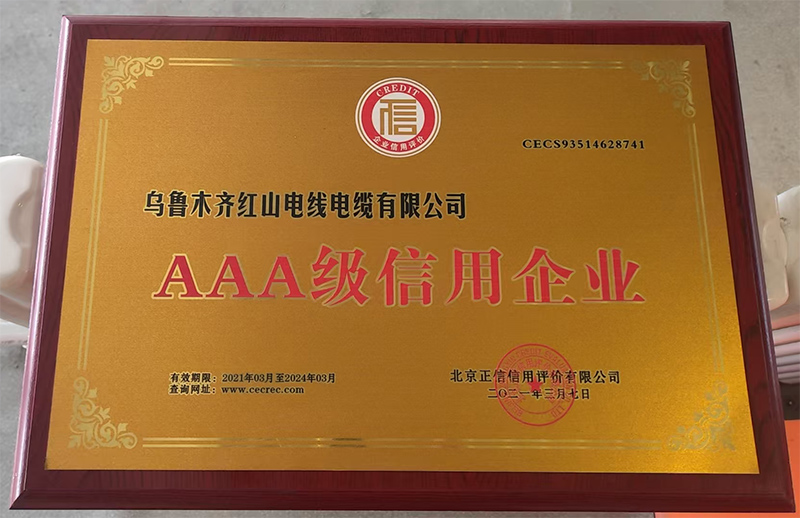 CREDIT
信
企业信用评价
CECS93514628741
乌鲁木齐红山电线电缆有限公司
AAA级信用企业
有效期限：2021年03月至2024年03月
查询网址：www.cecrec.com
北京正信信用评价有限公司
二〇二一年三月七日